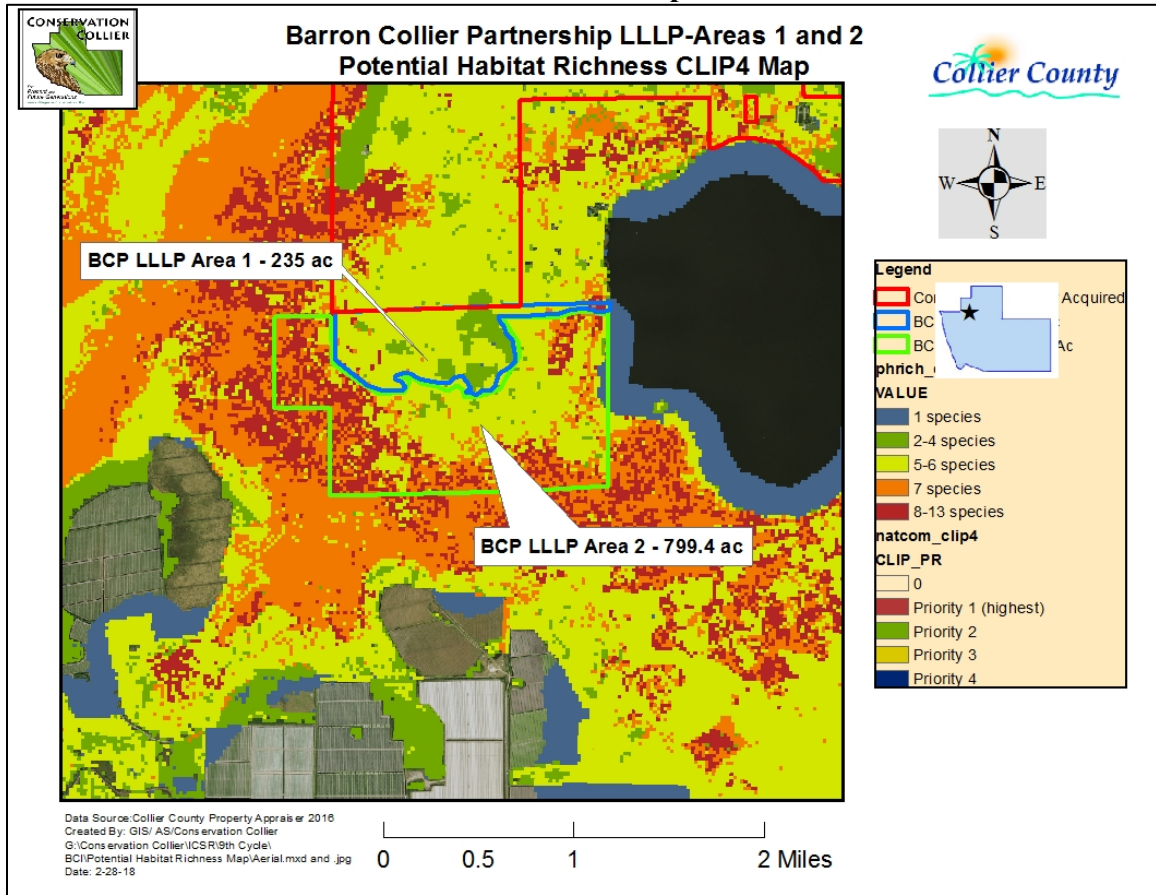 CONSERVATION
COLLIER
Barron Collier Partnership LLLP-Areas 1 and 2
Potential Habitat Richness CLIP4 Map
Collier County
N
W
E
S
BCP LLLP Area 1 - 235 ac
BCP LLLP Area 2 - 799.4 ac
Legend
Acquired
Ac
VALUE
1 species
2-4 species
5-6 species
7 species
8-13 species
natcom_clip4
CLIP_PR
0
Priority 1 (highest)
Priority 2
Priority 3
Priority 4
Data Source:Collier County Property Appraiser 2016
Created By: GIS/ AS/Conservation Collier
G:\Conservation Collier\ICSR\9th Cycle\
BCI\Potential Habitat Richness Map\Aerial.mxd and .jpg
Date: 2-28-18
0 0.5 1 2 Miles